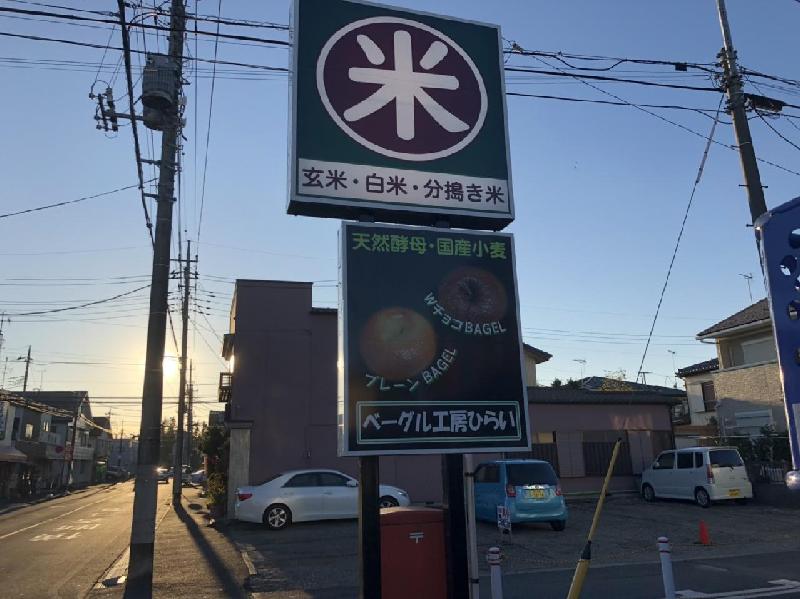 米
玄米・白米・分搗き米
天然酵母・国産小麦
WチョコBAGEL
プレーンBAGEL
ベーグル工房ひらい